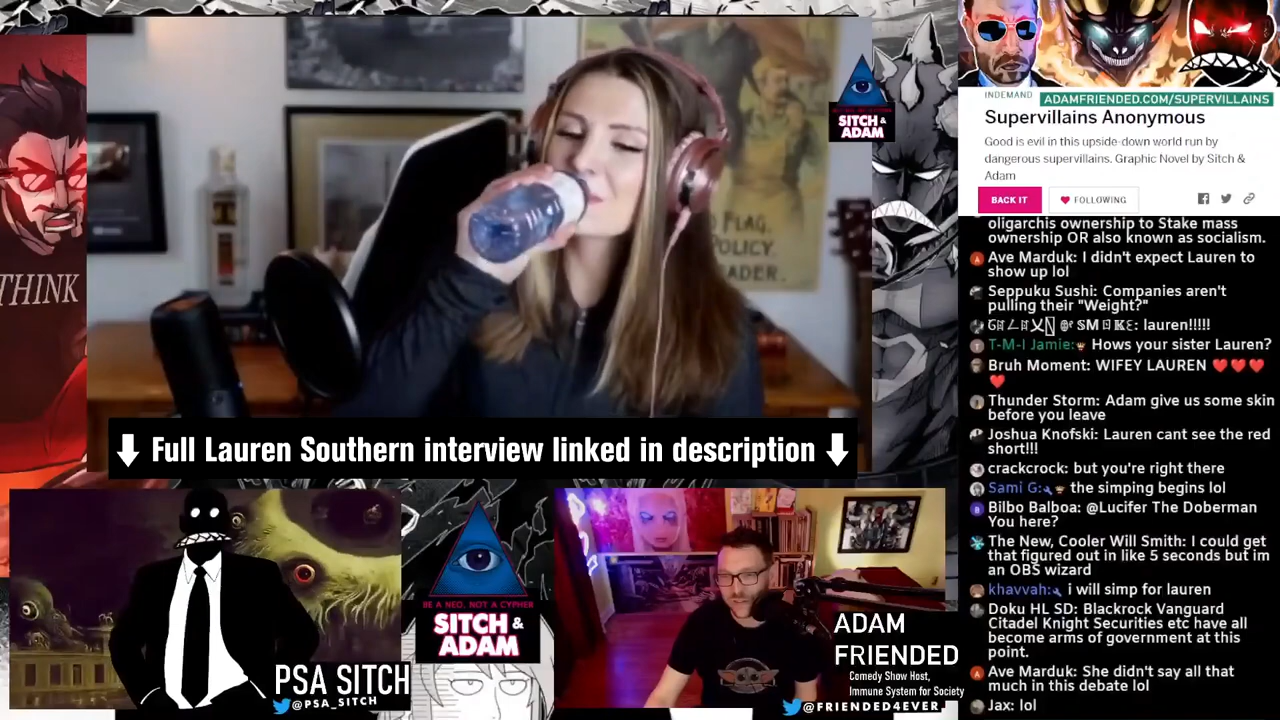 THINK
FLAG.
POLICY.
SITCH &
ADAM
↓ Full Lauren Southern interview linked in description ↓
PSA SITCH
@PSA_SITCH
BE A NEO, NOT A CYPHER
SITCH &
ADAM
ADAM
FRIENDED
Comedy Show Host,
Immune System for Society
@FRIENDED4EVER
INDEMAND
ADAMFRIENDED.COM/SUPERVILLAINS
Supervillains Anonymous
Good is evil in this upside-down world run by
dangerous supervillains. Graphic Novel by Sitch &
Adam
BACK IT
FOLLOWING
oligarchis ownership to Stake mass
ownership OR also known as socialism.
Ave Marduk: I didn't expect Lauren to
show up lol
Seppuku Sushi: Companies aren't
pulling their "Weight?"
lauren!!!!!
T-M-I Jamie: Hows your sister Lauren?
Bruh Moment: WIFEY LAUREN ❤❤❤
❤
Thunder Storm: Adam give us some skin
before you leave
Joshua Knofski: Lauren cant see the red
short!!!
crackcrock: but you're right there
Sami G: the simping begins lol
Bilbo Balboa: @Lucifer The Doberman
You here?
The New, Cooler Will Smith: I could get
that figured out in like 5 seconds but im
an OBS wizard
khavvah: i will simp for lauren
Doku HL SD: Blackrock Vanguard
Citadel Knight Securities etc have all
become arms of government at this
point.
Ave Marduk: She didn't say all that
much in this debate lol
Jax: lol